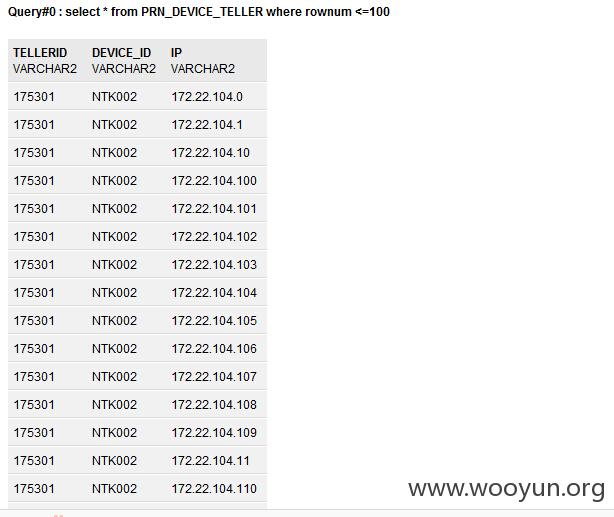 Query#0 : select * from PRN_DEVICE_TELLER where rownum <=100
TELLERID DEVICE_ID IP
VARCHAR2 VARCHAR2 VARCHAR2
175301 NTK002 172.22.104.0
175301 NTK002 172.22.104.1
175301 NTK002 172.22.104.10
175301 NTK002 172.22.104.100
175301 NTK002 172.22.104.101
175301 NTK002 172.22.104.102
175301 NTK002 172.22.104.103
175301 NTK002 172.22.104.104
175301 NTK002 172.22.104.105
175301 NTK002 172.22.104.106
175301 NTK002 172.22.104.107
175301 NTK002 172.22.104.108
175301 NTK002 172.22.104.109
175301 NTK002 172.22.104.11
175301 NTK002 172.22.104.110
www.wooyun.org